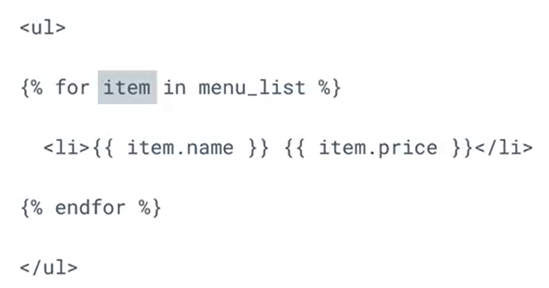 <ul>
{% for item in menu_list %}
<li>{{ item.name }} {{ item.price }}</li>
{% endfor %}
</ul>